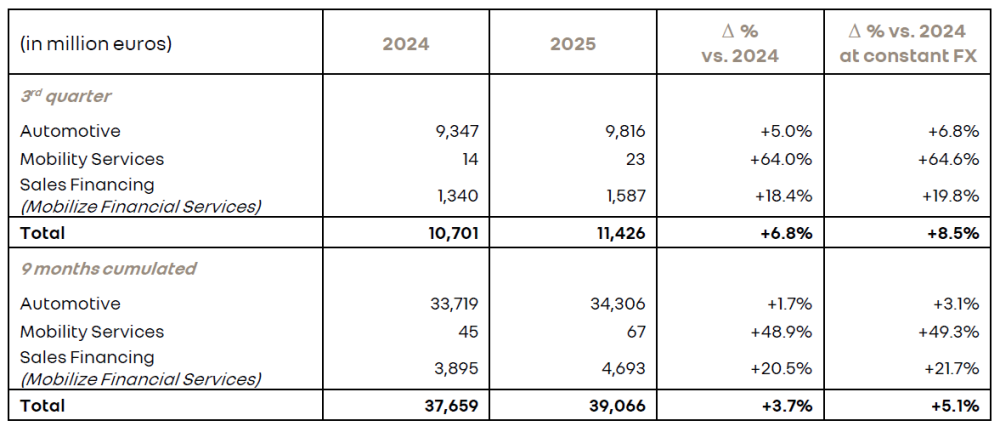 (in million euros) 2024 2025 Δ % vs. 2024 Δ % vs. 2024 at constant FX
3rd quarter
Automotive 9,347 9,816 +5.0% +6.8%
Mobility Services 14 23 +64.0% +64.6%
Sales Financing
(Mobilize Financial Services) 1,340 1,587 +18.4% +19.8%
Total 10,701 11,426 +6.8% +8.5%
9 months cumulated
Automotive 33,719 34,306 +1.7% +3.1%
Mobility Services 45 67 +48.9% +49.3%
Sales Financing
(Mobilize Financial Services) 3,895 4,693 +20.5% +21.7%
Total 37,659 39,066 +3.7% +5.1%